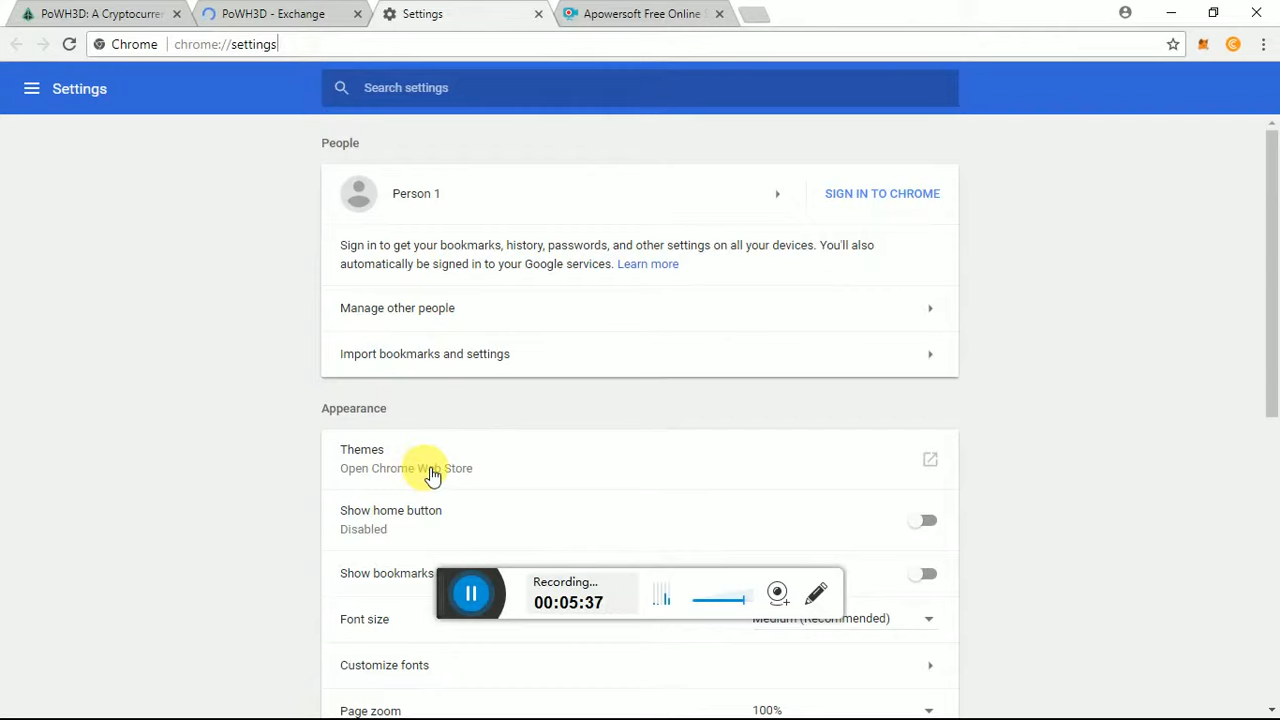 PoWH3D: A Cryptocurren
PoWH3D - Exchange
Settings
Apowersoft Free Online S
Chrome
chrome://settings
Settings
Search settings
People
Person 1
SIGN IN TO CHROME
Sign in to get your bookmarks, history, passwords, and other settings on all your devices. You'll also
automatically be signed in to your Google services. Learn more
Manage other people
Import bookmarks and settings
Appearance
Themes
Open Chrome Web Store
Show home button
Disabled
Show bookmarks
Recording...
00:05:37
Font size
Medium (Recommended)
Customize fonts
Page zoom
100%